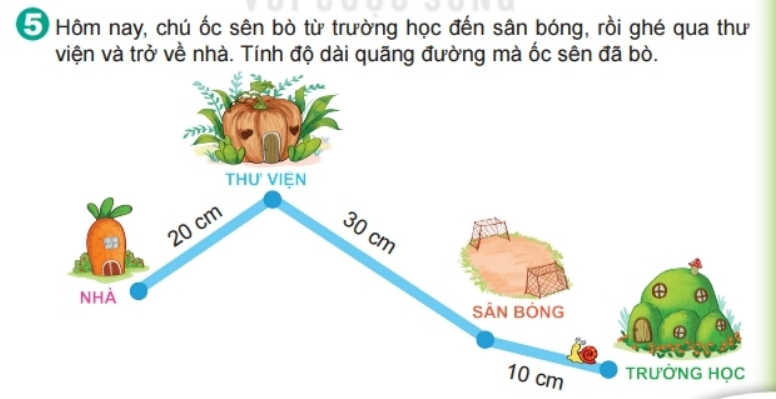 5 Hôm nay, chú ốc sên bò từ trường học đến sân bóng, rồi ghé qua thư
viện và trở về nhà. Tính độ dài quãng đường mà ốc sên đã bò.
THƯ VIỆN
20 cm
30 cm
NHÀ
SÂN BÓNG
10 cm
TRƯỜNG HỌC